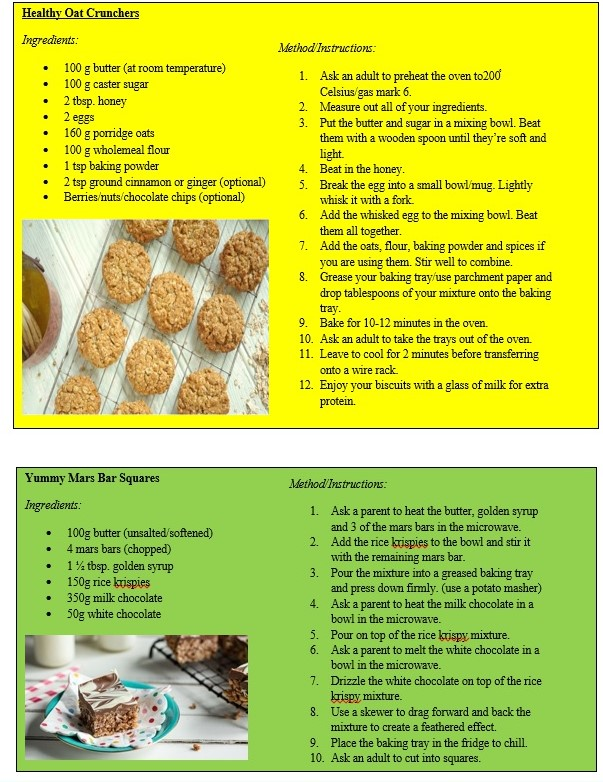 Healthy Oat Crunchers
Ingredients:
• 100 g butter (at room temperature)
• 100 g caster sugar
• 2 tbsp. honey
• 2 eggs
• 160 g porridge oats
• 100 g wholemeal flour
• 1 tsp baking powder
• 2 tsp ground cinnamon or ginger (optional)
• Berries/nuts/chocolate chips (optional)
Method/Instructions:
1. Ask an adult to preheat the oven to200°
Celsius/gas mark 6.
2. Measure out all of your ingredients.
3. Put the butter and sugar in a mixing bowl. Beat
them with a wooden spoon until they’re soft and
light.
4. Beat in the honey.
5. Break the egg into a small bowl/mug. Lightly
whisk it with a fork.
6. Add the whisked egg to the mixing bowl. Beat
them all together.
7. Add the oats, flour, baking powder and spices if
you are using them. Stir well to combine.
8. Grease your baking tray/use parchment paper and
drop tablespoons of your mixture onto the baking
tray.
9. Bake for 10-12 minutes in the oven.
10. Ask an adult to take the trays out of the oven.
11. Leave to cool for 2 minutes before transferring
onto a wire rack.
12. Enjoy your biscuits with a glass of milk for extra
protein.
Yummy Mars Bar Squares
Ingredients:
• 100g butter (unsalted/softened)
• 4 mars bars (chopped)
• 1 ½ tbsp. golden syrup
• 150g rice krispies
• 350g milk chocolate
• 50g white chocolate
Method/Instructions:
1. Ask a parent to heat the butter, golden syrup
and 3 of the mars bars in the microwave.
2. Add the rice krispies to the bowl and stir it
with the remaining mars bar.
3. Pour the mixture into a greased baking tray
and press down firmly. (use a potato masher)
4. Ask a parent to heat the milk chocolate in a
bowl in the microwave.
5. Pour on top of the rice krispy mixture.
6. Ask a parent to melt the white chocolate in a
bowl in the microwave.
7. Drizzle the white chocolate on top of the rice
krispy mixture.
8. Use a skewer to drag forward and back the
mixture to create a feathered effect.
9. Place the baking tray in the fridge to chill.
10. Ask an adult to cut into squares.